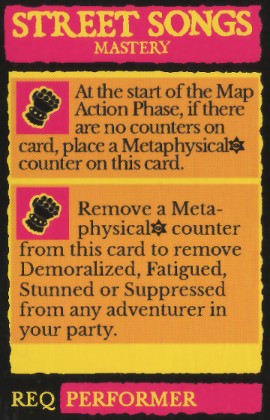 STREET SONGS
MASTERY
At the start of the Map
Action Phase, if there
are no counters on
card, place a Metaphysical
counter on this card.
Remove a Meta-
physical counter
from this card to remove
Demoralized, Fatigued,
Stunned or Suppressed
from any adventurer in
your party.
REQ PERFORMER